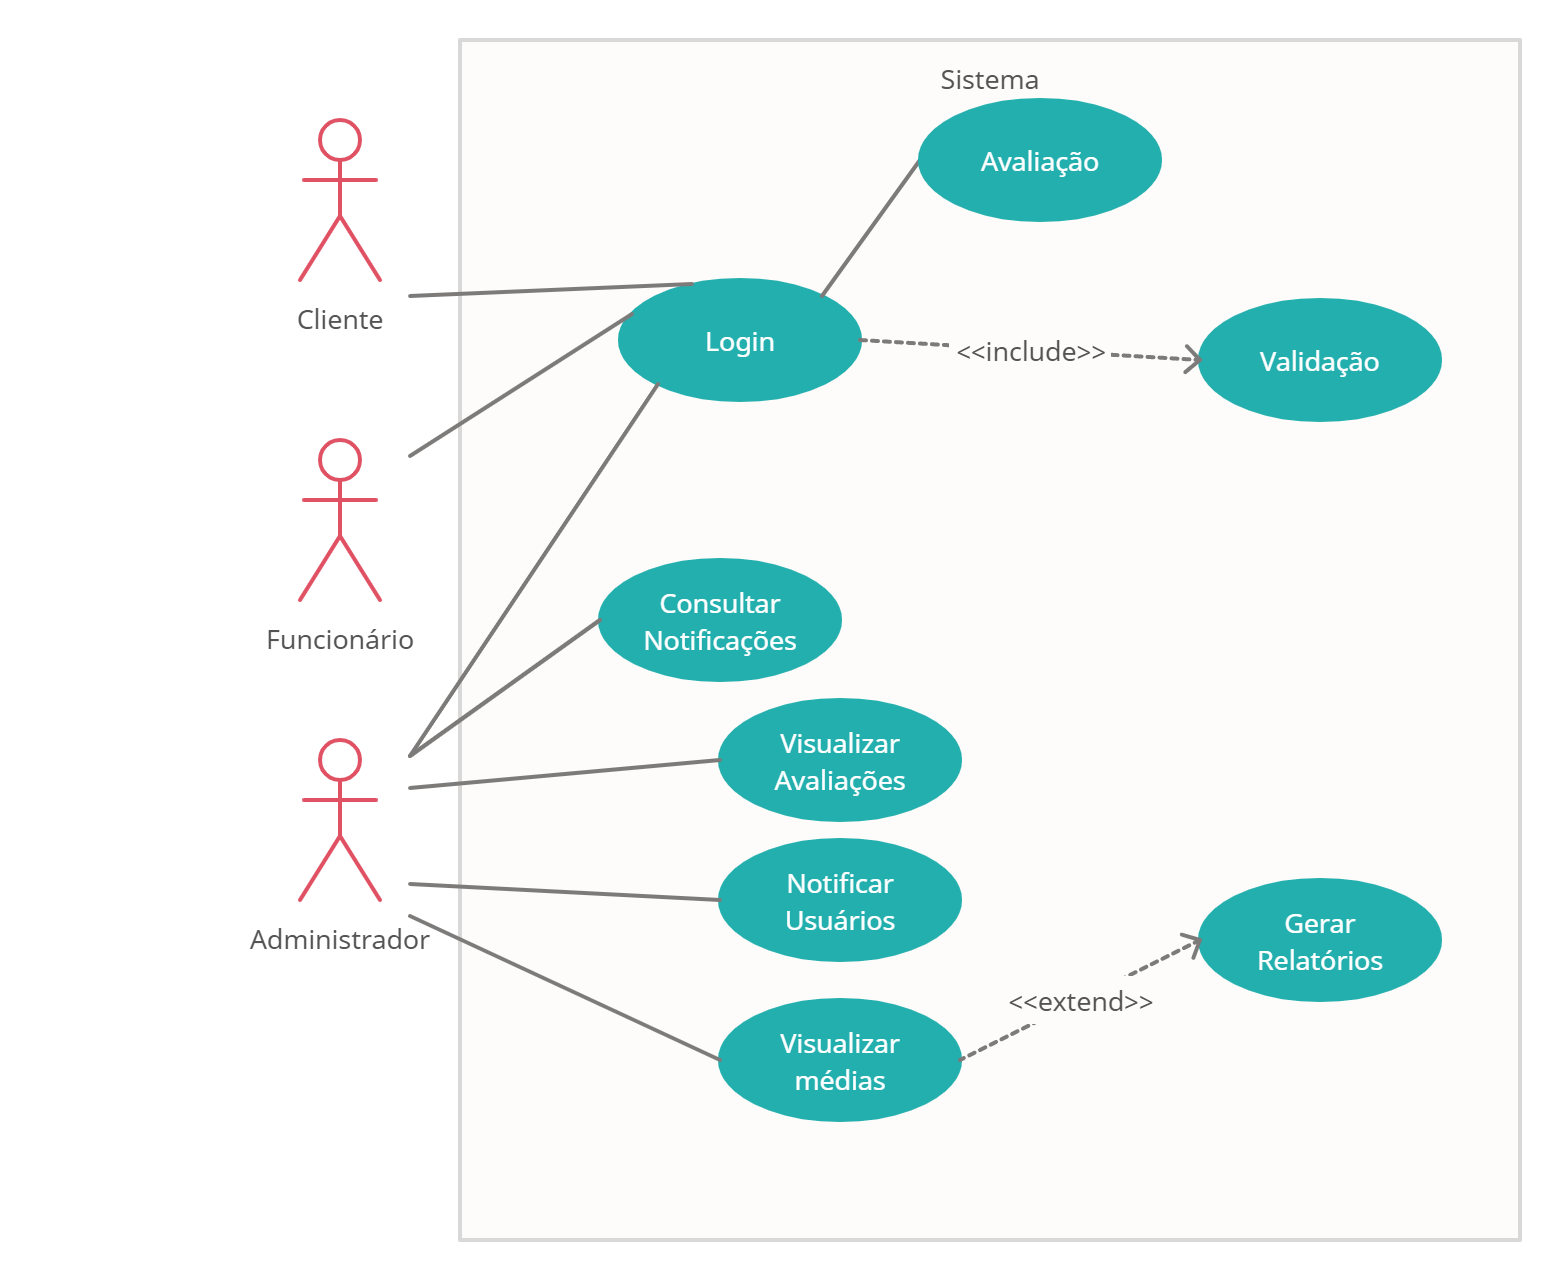 Sistema
Avaliação
Cliente
Login
<<include>>
Validação
Funcionário
Consultar
Notificações
Visualizar
Avaliações
Administrador
Notificar
Usuários
Gerar
Relatórios
<<extend>>
Visualizar
médias